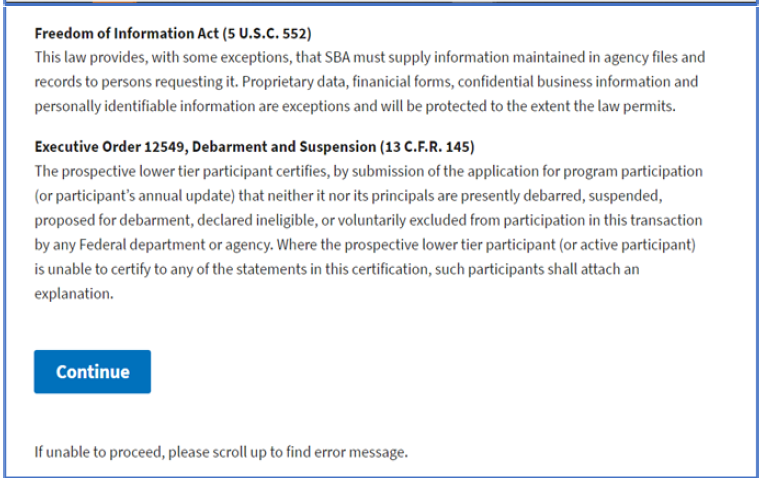 Freedom of Information Act (5 U.S.C. 552)
This law provides, with some exceptions, that SBA must supply information maintained in agency files and
records to persons requesting it. Proprietary data, finanicial forms, confidential business information and
personally identifiable information are exceptions and will be protected to the extent the law permits.
Executive Order 12549, Debarment and Suspension (13 C.F.R. 145)
The prospective lower tier participant certifies, by submission of the application for program participation
(or participant's annual update) that neither it nor its principals are presently debarred, suspended,
proposed for debarment, declared ineligible, or voluntarily excluded from participation in this transaction
by any Federal department or agency. Where the prospective lower tier participant (or active participant)
is unable to certify to any of the statements in this certification, such participants shall attach an
explanation.
Continue
If unable to proceed, please scroll up to find error message.